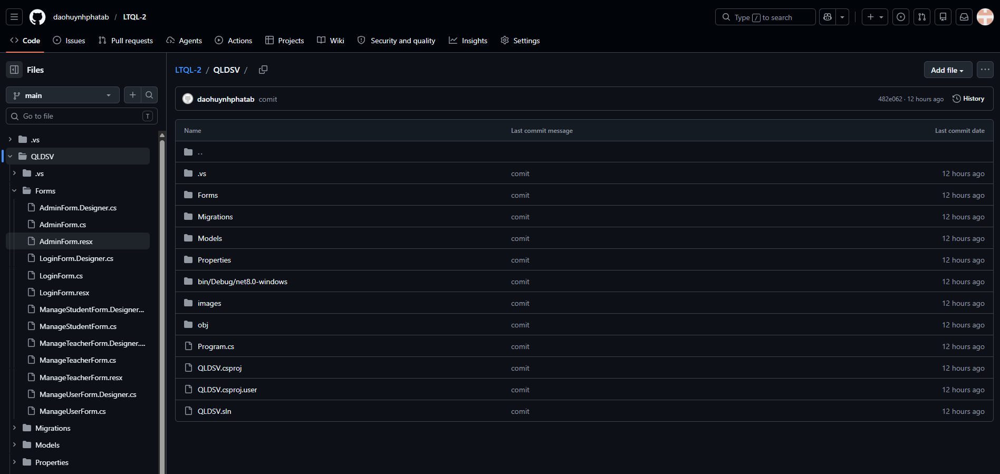 daohuynhphatab / LTQL-2
Type / to search
Code Issues Pull requests Agents Actions Projects Wiki Security and quality Insights Settings
Files
main
Go to file T
.vs
QLDSV
.vs
Forms
AdminForm.Designer.cs
AdminForm.cs
AdminForm.resx
LoginForm.Designer.cs
LoginForm.cs
LoginForm.resx
ManageStudentForm.Designer...
ManageStudentForm.cs
ManageTeacherForm.Designer....
ManageTeacherForm.cs
ManageTeacherForm.resx
ManageUserForm.Designer.cs
ManageUserForm.cs
Migrations
Models
Properties
LTQL-2 / QLDSV /
Add file
daohuynhphatab comit 482e062 · 12 hours ago History
Name Last commit message Last commit date
..
.vs comit 12 hours ago
Forms comit 12 hours ago
Migrations comit 12 hours ago
Models comit 12 hours ago
Properties comit 12 hours ago
bin/Debug/net8.0-windows comit 12 hours ago
images comit 12 hours ago
obj comit 12 hours ago
Program.cs comit 12 hours ago
QLDSV.csproj comit 12 hours ago
QLDSV.csproj.user comit 12 hours ago
QLDSV.sln comit 12 hours ago